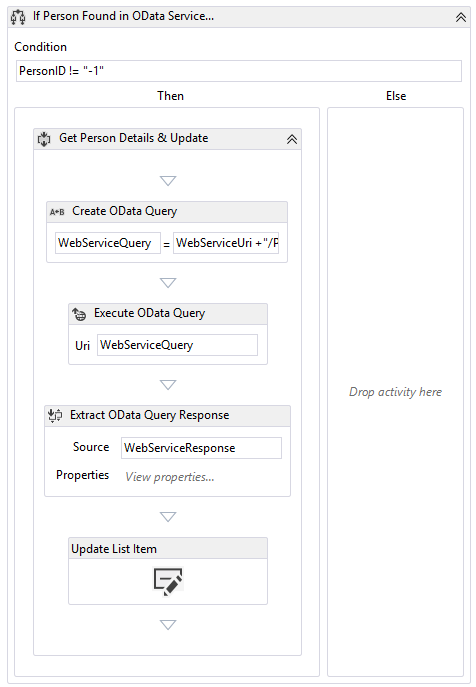 If Person Found in OData Service...
Condition
PersonID != "-1"
Then
Else
Get Person Details & Update
A+B Create OData Query
WebServiceQuery = WebServiceUri +"/P
Execute OData Query
Uri WebServiceQuery
Extract OData Query Response
Source WebServiceResponse
Properties View properties...
Drop activity here
Update List Item